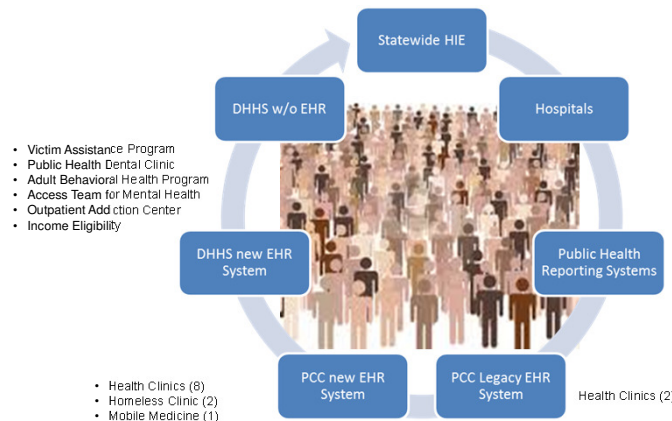 Statewide HIE
DHHS w/o EHR
Hospitals
• Victim Assistance Program
• Public Health Dental Clinic
• Adult Behavioral Health Program
• Access Team for Mental Health
• Outpatient Addiction Center
• Income Eligibility
DHHS new EHR
System
Public Health
Reporting Systems
PCC new EHR
System
PCC Legacy EHR
System
• Health Clinics (8)
• Homeless Clinic (2)
• Mobile Medicine (1)
Health Clinics (2)